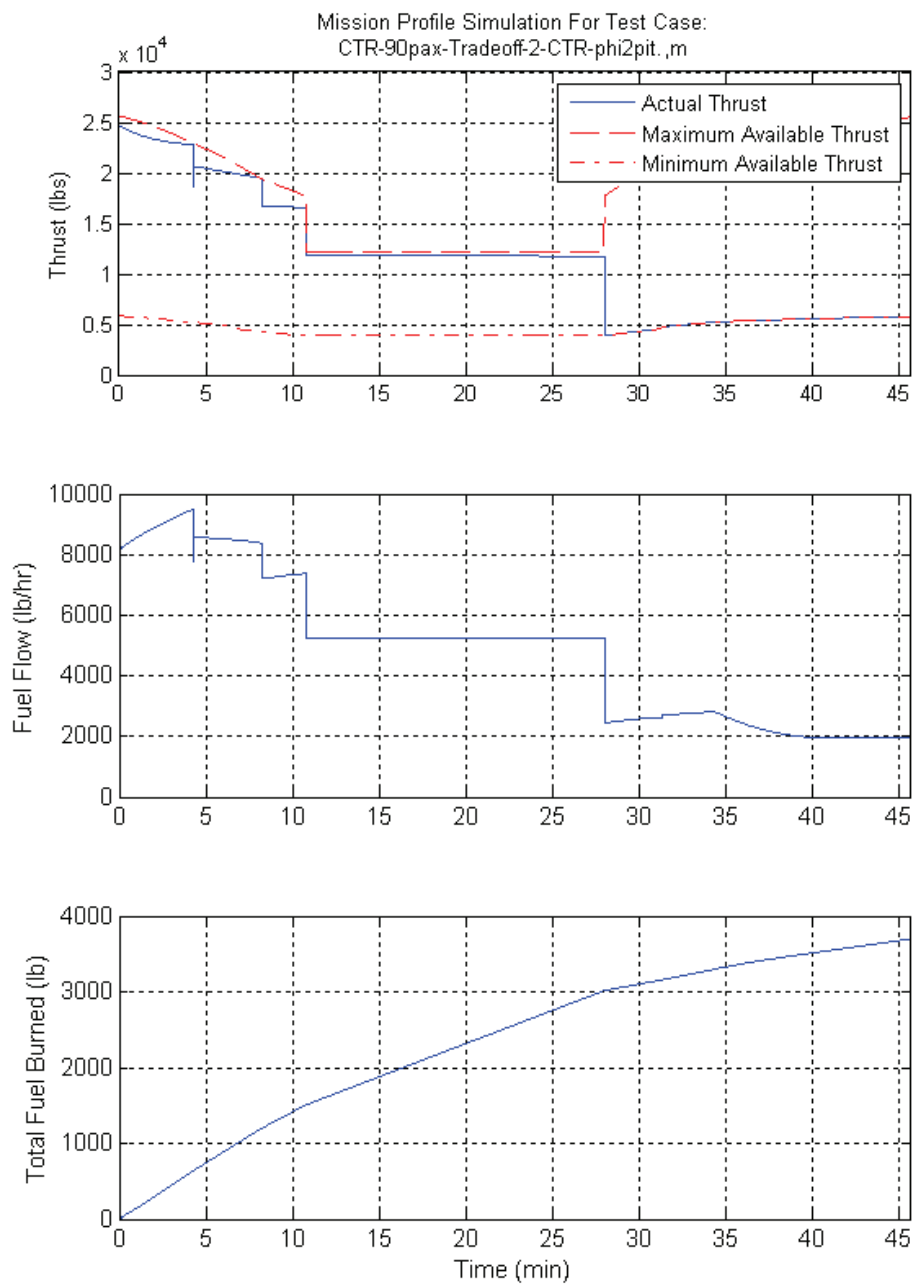 Mission Profile Simulation For Test Case:
CTR-90pax-Tradeoff-2-CTR-phi2pit. ,m
x 10^4
3
2.5
2
1.5
1
0.5
0
Thrust (lbs)
Actual Thrust
Maximum Available Thrust
Minimum Available Thrust
0 5 10 15 20 25 30 35 40 45
10000
8000
6000
4000
2000
0
Fuel Flow (lb/hr)
0 5 10 15 20 25 30 35 40 45
4000
3000
2000
1000
0
Total Fuel Burned (lb)
0 5 10 15 20 25 30 35 40 45
Time (min)